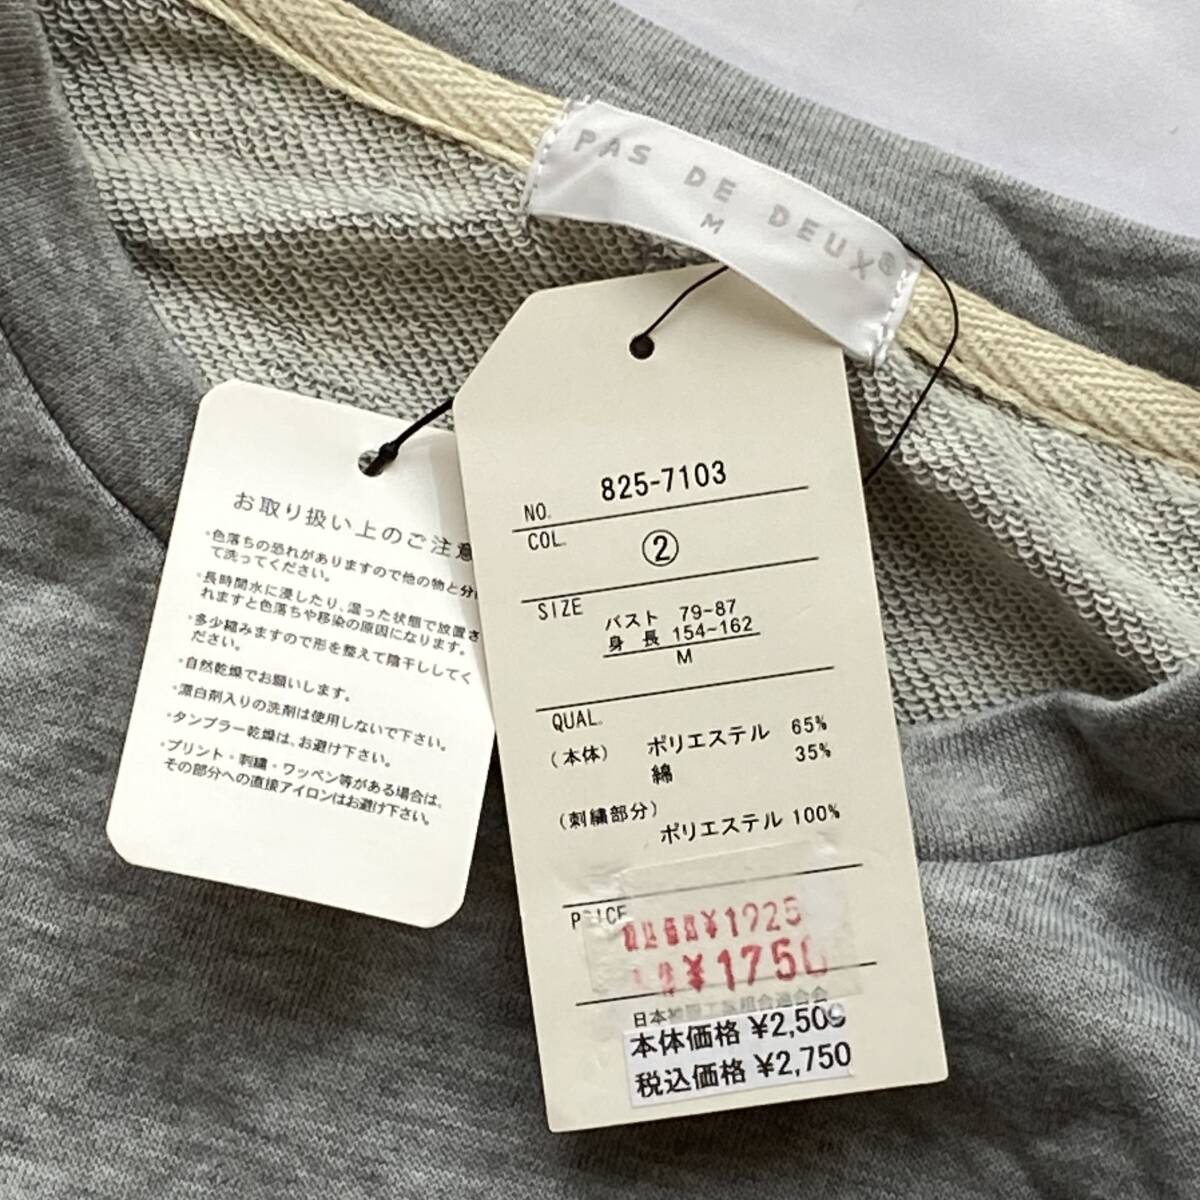 PAS DE DEUX®
M
お取り扱い上のご注意
・色落ちの恐れがありますので他の物と分け
て洗ってください。
・長時間水に浸したり、湿った状態で放置さ
れますと色落ちや移染の原因になります。
・多少縮みますので形を整えて陰干ししてく
ださい。
・自然乾燥でお願いします。
・漂白剤入りの洗剤は使用しないで下さい。
・タンブラー乾燥は、お避け下さい。
・プリント・刺繍・ワッペン等がある場合は、
その部分への直接アイロンはお避け下さい。
NO. 825-7103
COL. ②
SIZE バスト 79-87
身長 154-162
M
QUAL.
(本体) ポリエステル 65%
綿 35%
(刺繍部分)
ポリエステル 100%
PRICE
¥1925
¥1750
日本
本体価格 ¥2,500
税込価格 ¥2,750